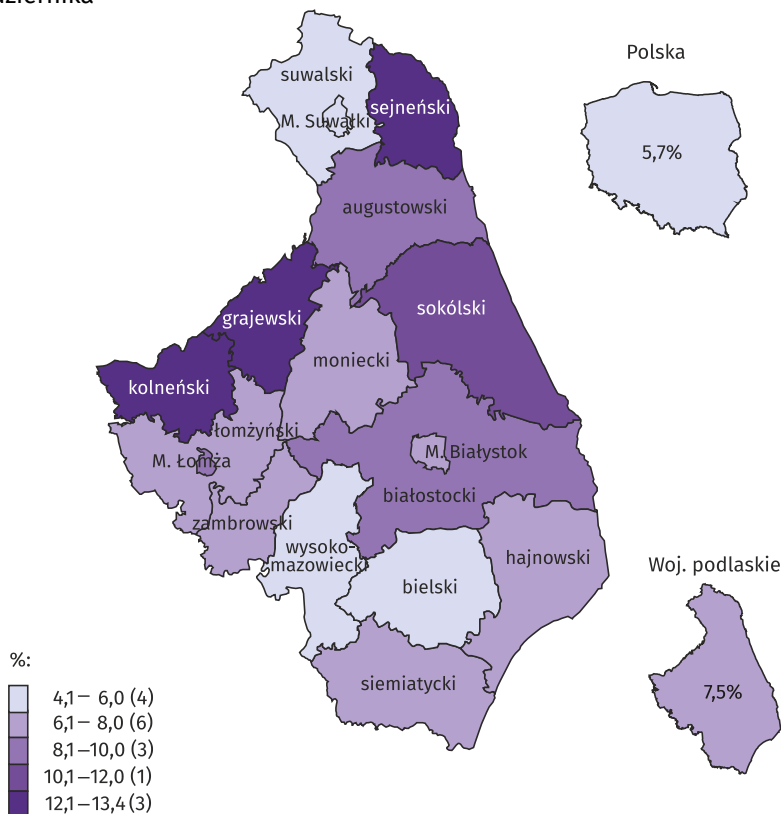 Polska
suwalski
M. Suwałki
sejneński
5,7%
augustowski
grajewski
sokólski
moniecki
kolneński
łomżyński
M. Łomża
M. Białystok
białostocki
zambrowski
wysoko-
mazowiecki
hajnowski
bielski
Woj. podlaskie
siemiatycki
7,5%
%:
4,1– 6,0 (4)
6,1– 8,0 (6)
8,1–10,0 (3)
10,1–12,0 (1)
12,1–13,4 (3)